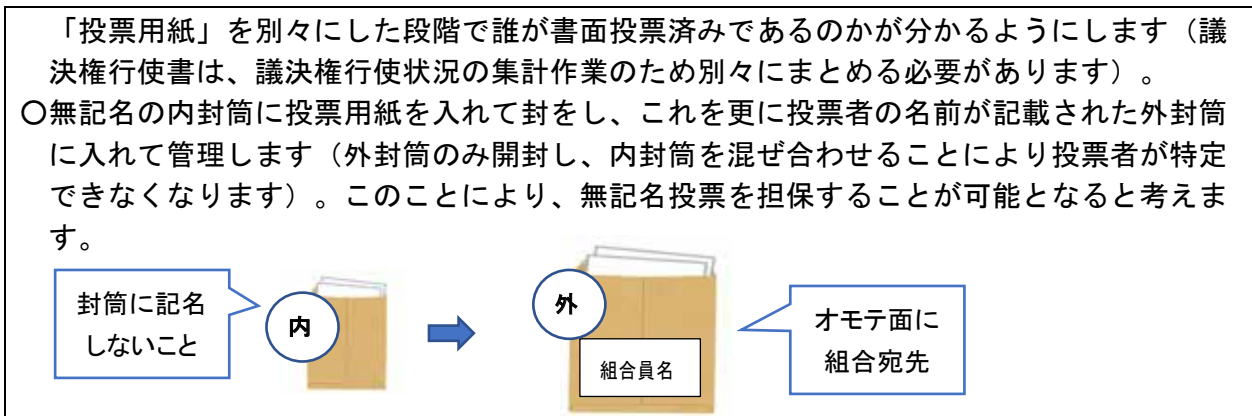 「投票用紙」を別々にした段階で誰が書面投票済みであるのかが分かるようにします（議
決権行使書は、議決権行使状況の集計作業のため別々にまとめる必要があります）。
〇無記名の内封筒に投票用紙を入れて封をし、これを更に投票者の名前が記載された外封筒
に入れて管理します（外封筒のみ開封し、内封筒を混ぜ合わせることにより投票者が特定
できなくなります）。このことにより、無記名投票を担保することが可能となると考えま
す。
封筒に記名
しないこと
内
外
組合員名
オモテ面に
組合宛先